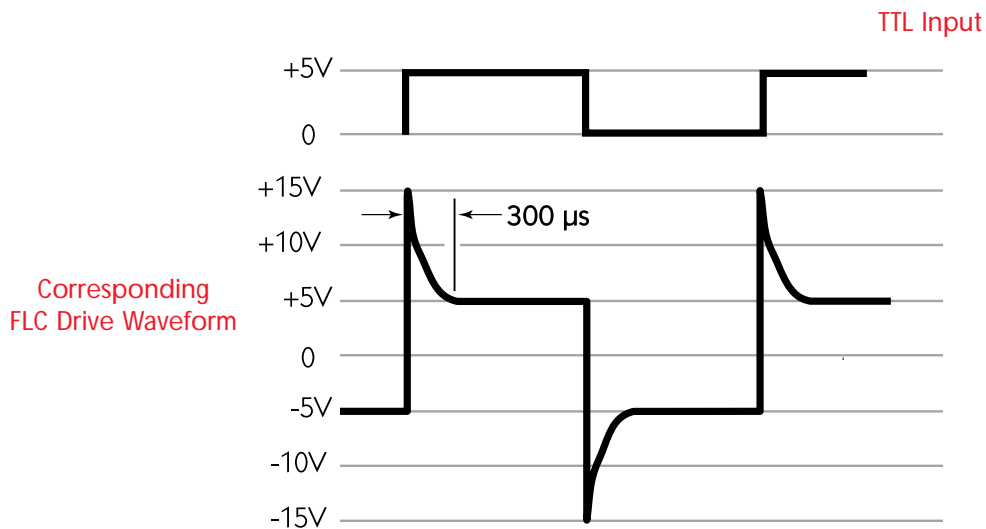 TTL Input
+5V
0
+15V
300 µs
+10V
Corresponding
FLC Drive Waveform
+5V
0
-5V
-10V
-15V